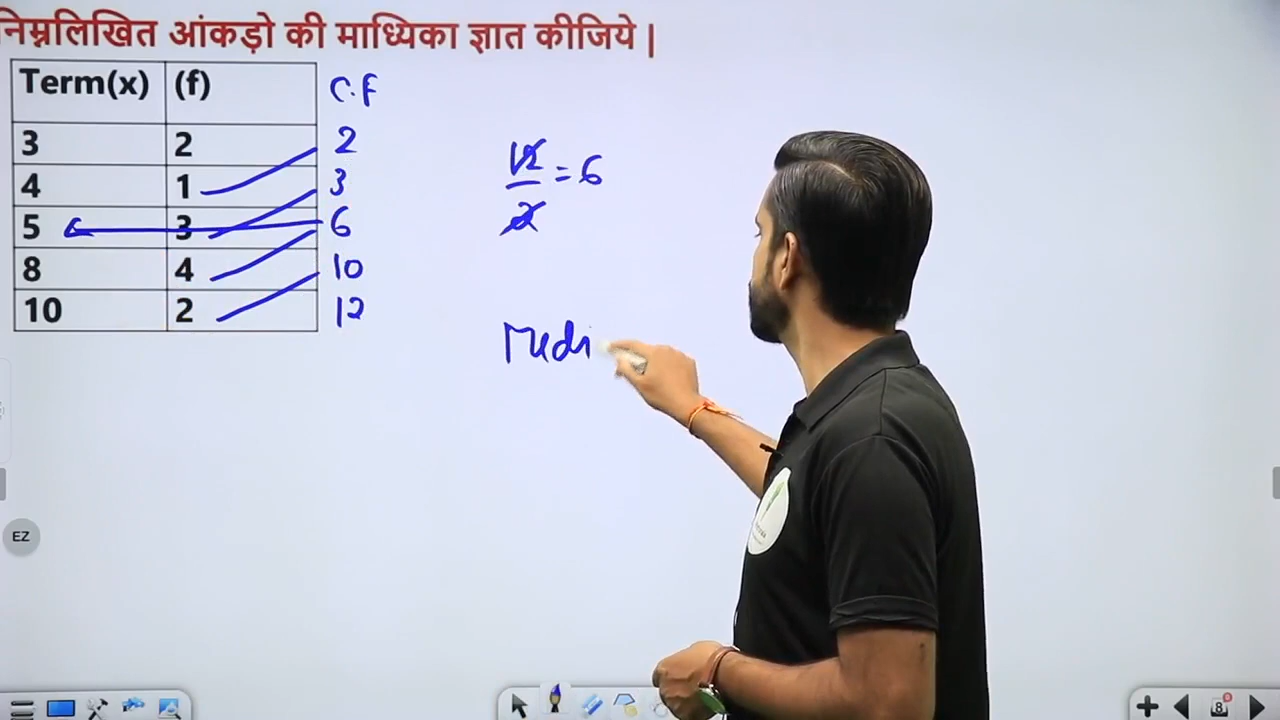 निम्नलिखित आंकड़ो की माध्यिका ज्ञात कीजिये |
Term(x) (f) C.F
3 2 2
4 1 3
5 3 6
8 4 10
10 2 12
12/2 = 6
Medi
EZ
8